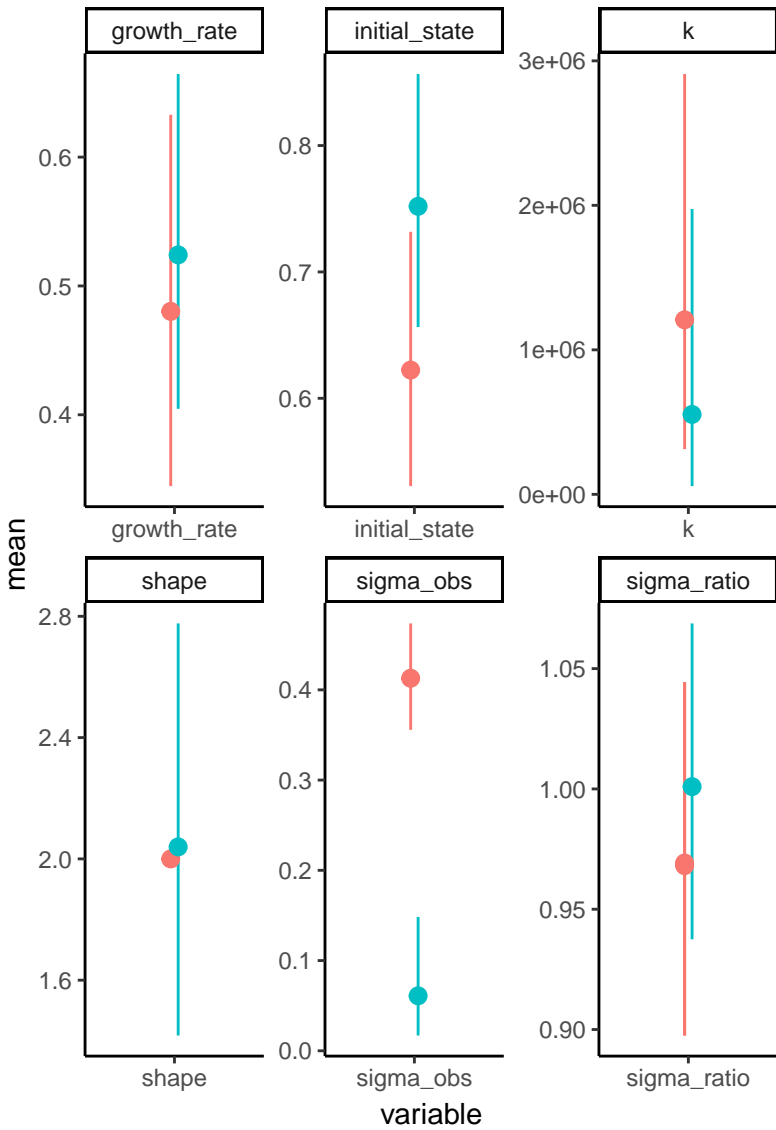 growth_rate
initial_state
k
0.6
0.5
0.4
0.8
0.7
0.6
3e+06
2e+06
1e+06
0e+00
growth_rate
initial_state
k
mean
shape
sigma_obs
sigma_ratio
2.8
2.4
2.0
1.6
0.4
0.3
0.2
0.1
0.0
1.05
1.00
0.95
0.90
shape
sigma_obs
sigma_ratio
variable